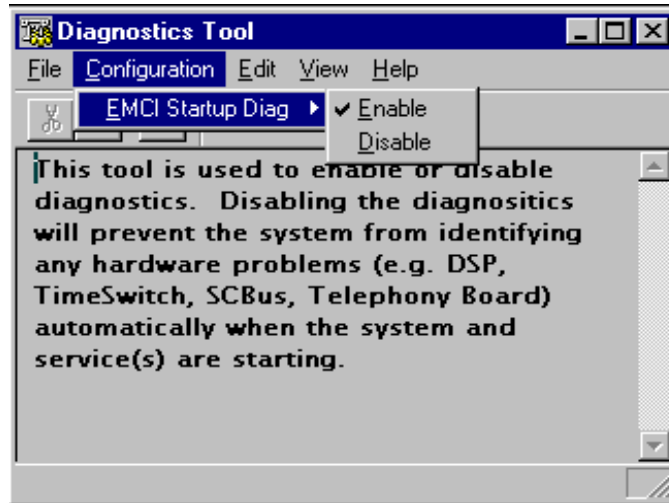 Diagnostics Tool
File Configuration Edit View Help
EMCI Startup Diag
Enable
Disable
This tool is used to enable or disable
diagnostics. Disabling the diagnositics
will prevent the system from identifying
any hardware problems (e.g. DSP,
TimeSwitch, SCBus, Telephony Board)
automatically when the system and
service(s) are starting.